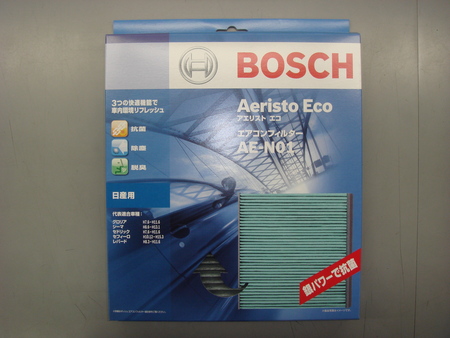 BOSCH
Aeristo Eco
アエリスト エコ
エアコンフィルター
AE-N01
3つの快適機能で
車内環境リフレッシュ
抗菌
除塵
脱臭
日産用
代表適合車種：
グロリア
シーマ
セドリック
セフィーロ
レパード
銀パワーで抗菌